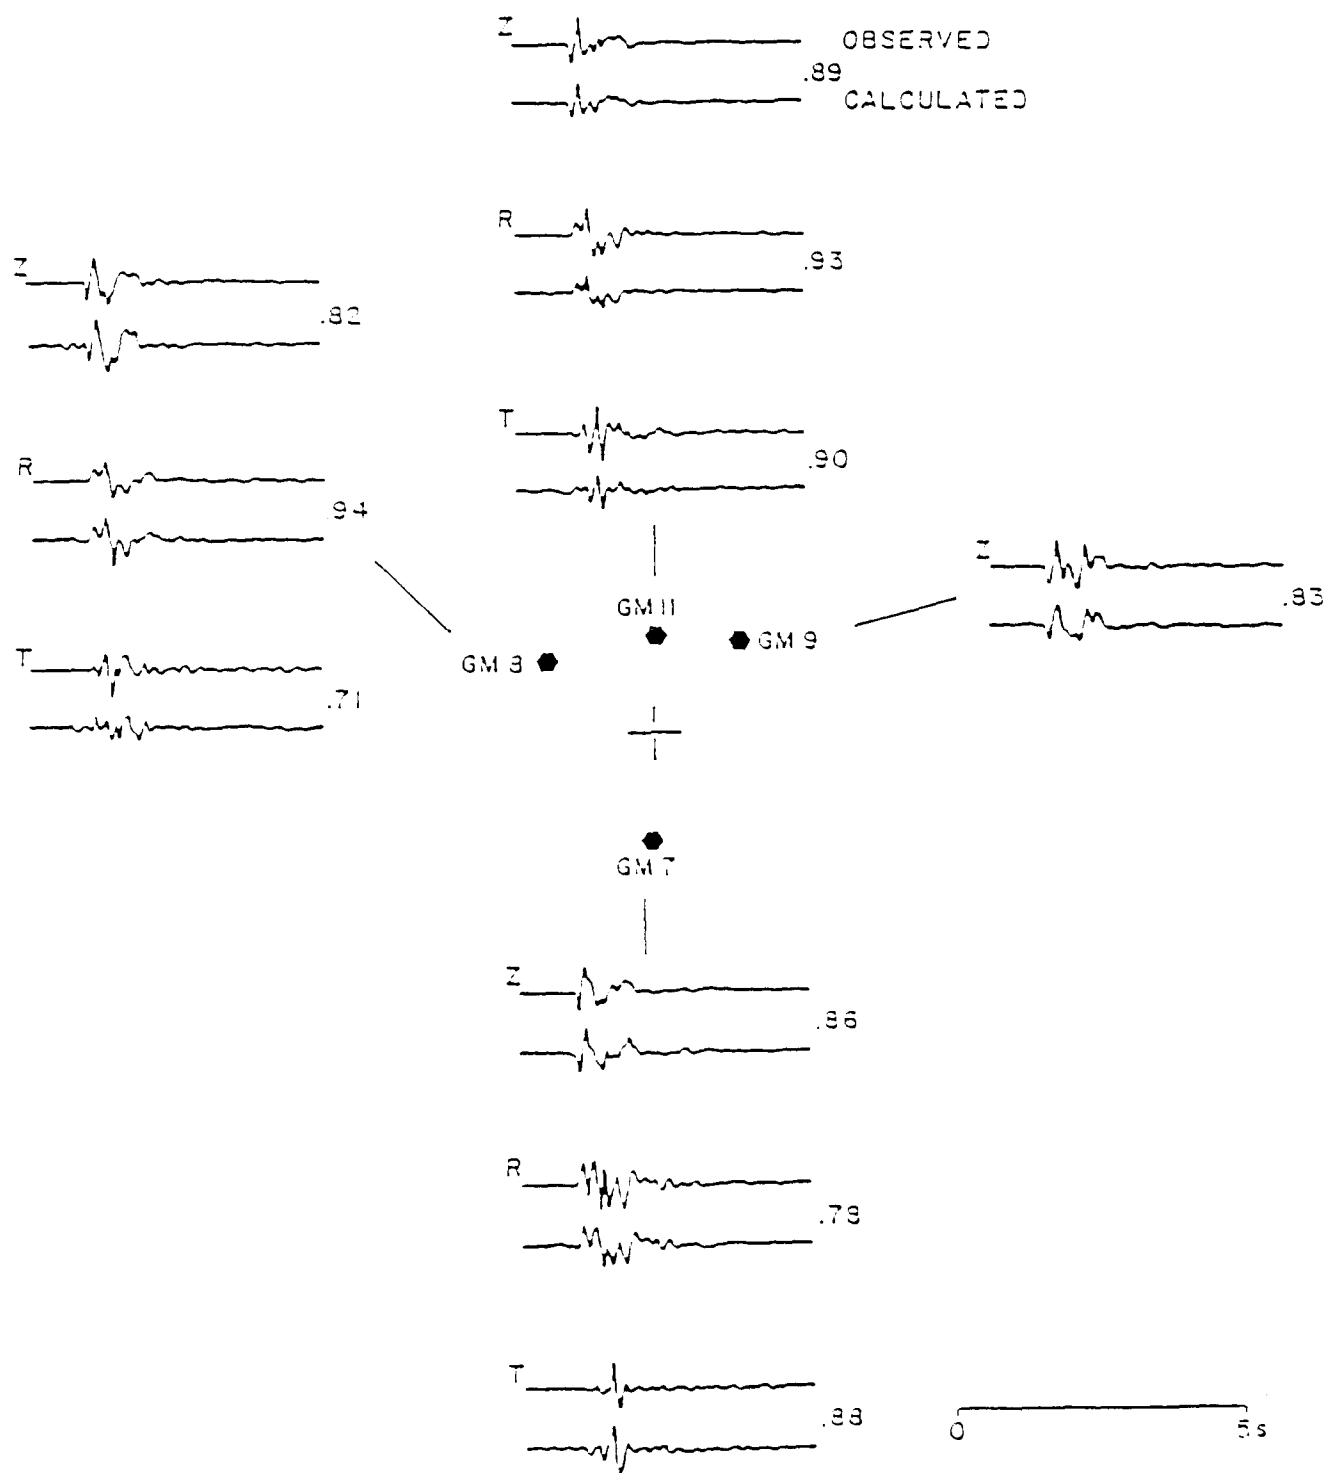 Z
OBSERVED
.89
CALCULATED
R
.93
Z
.82
T
.90
R
.94
Z
.83
GM 11
GM 9
GM 8
T
.71
GM 7
Z
.86
R
.78
T
.88
0
5s